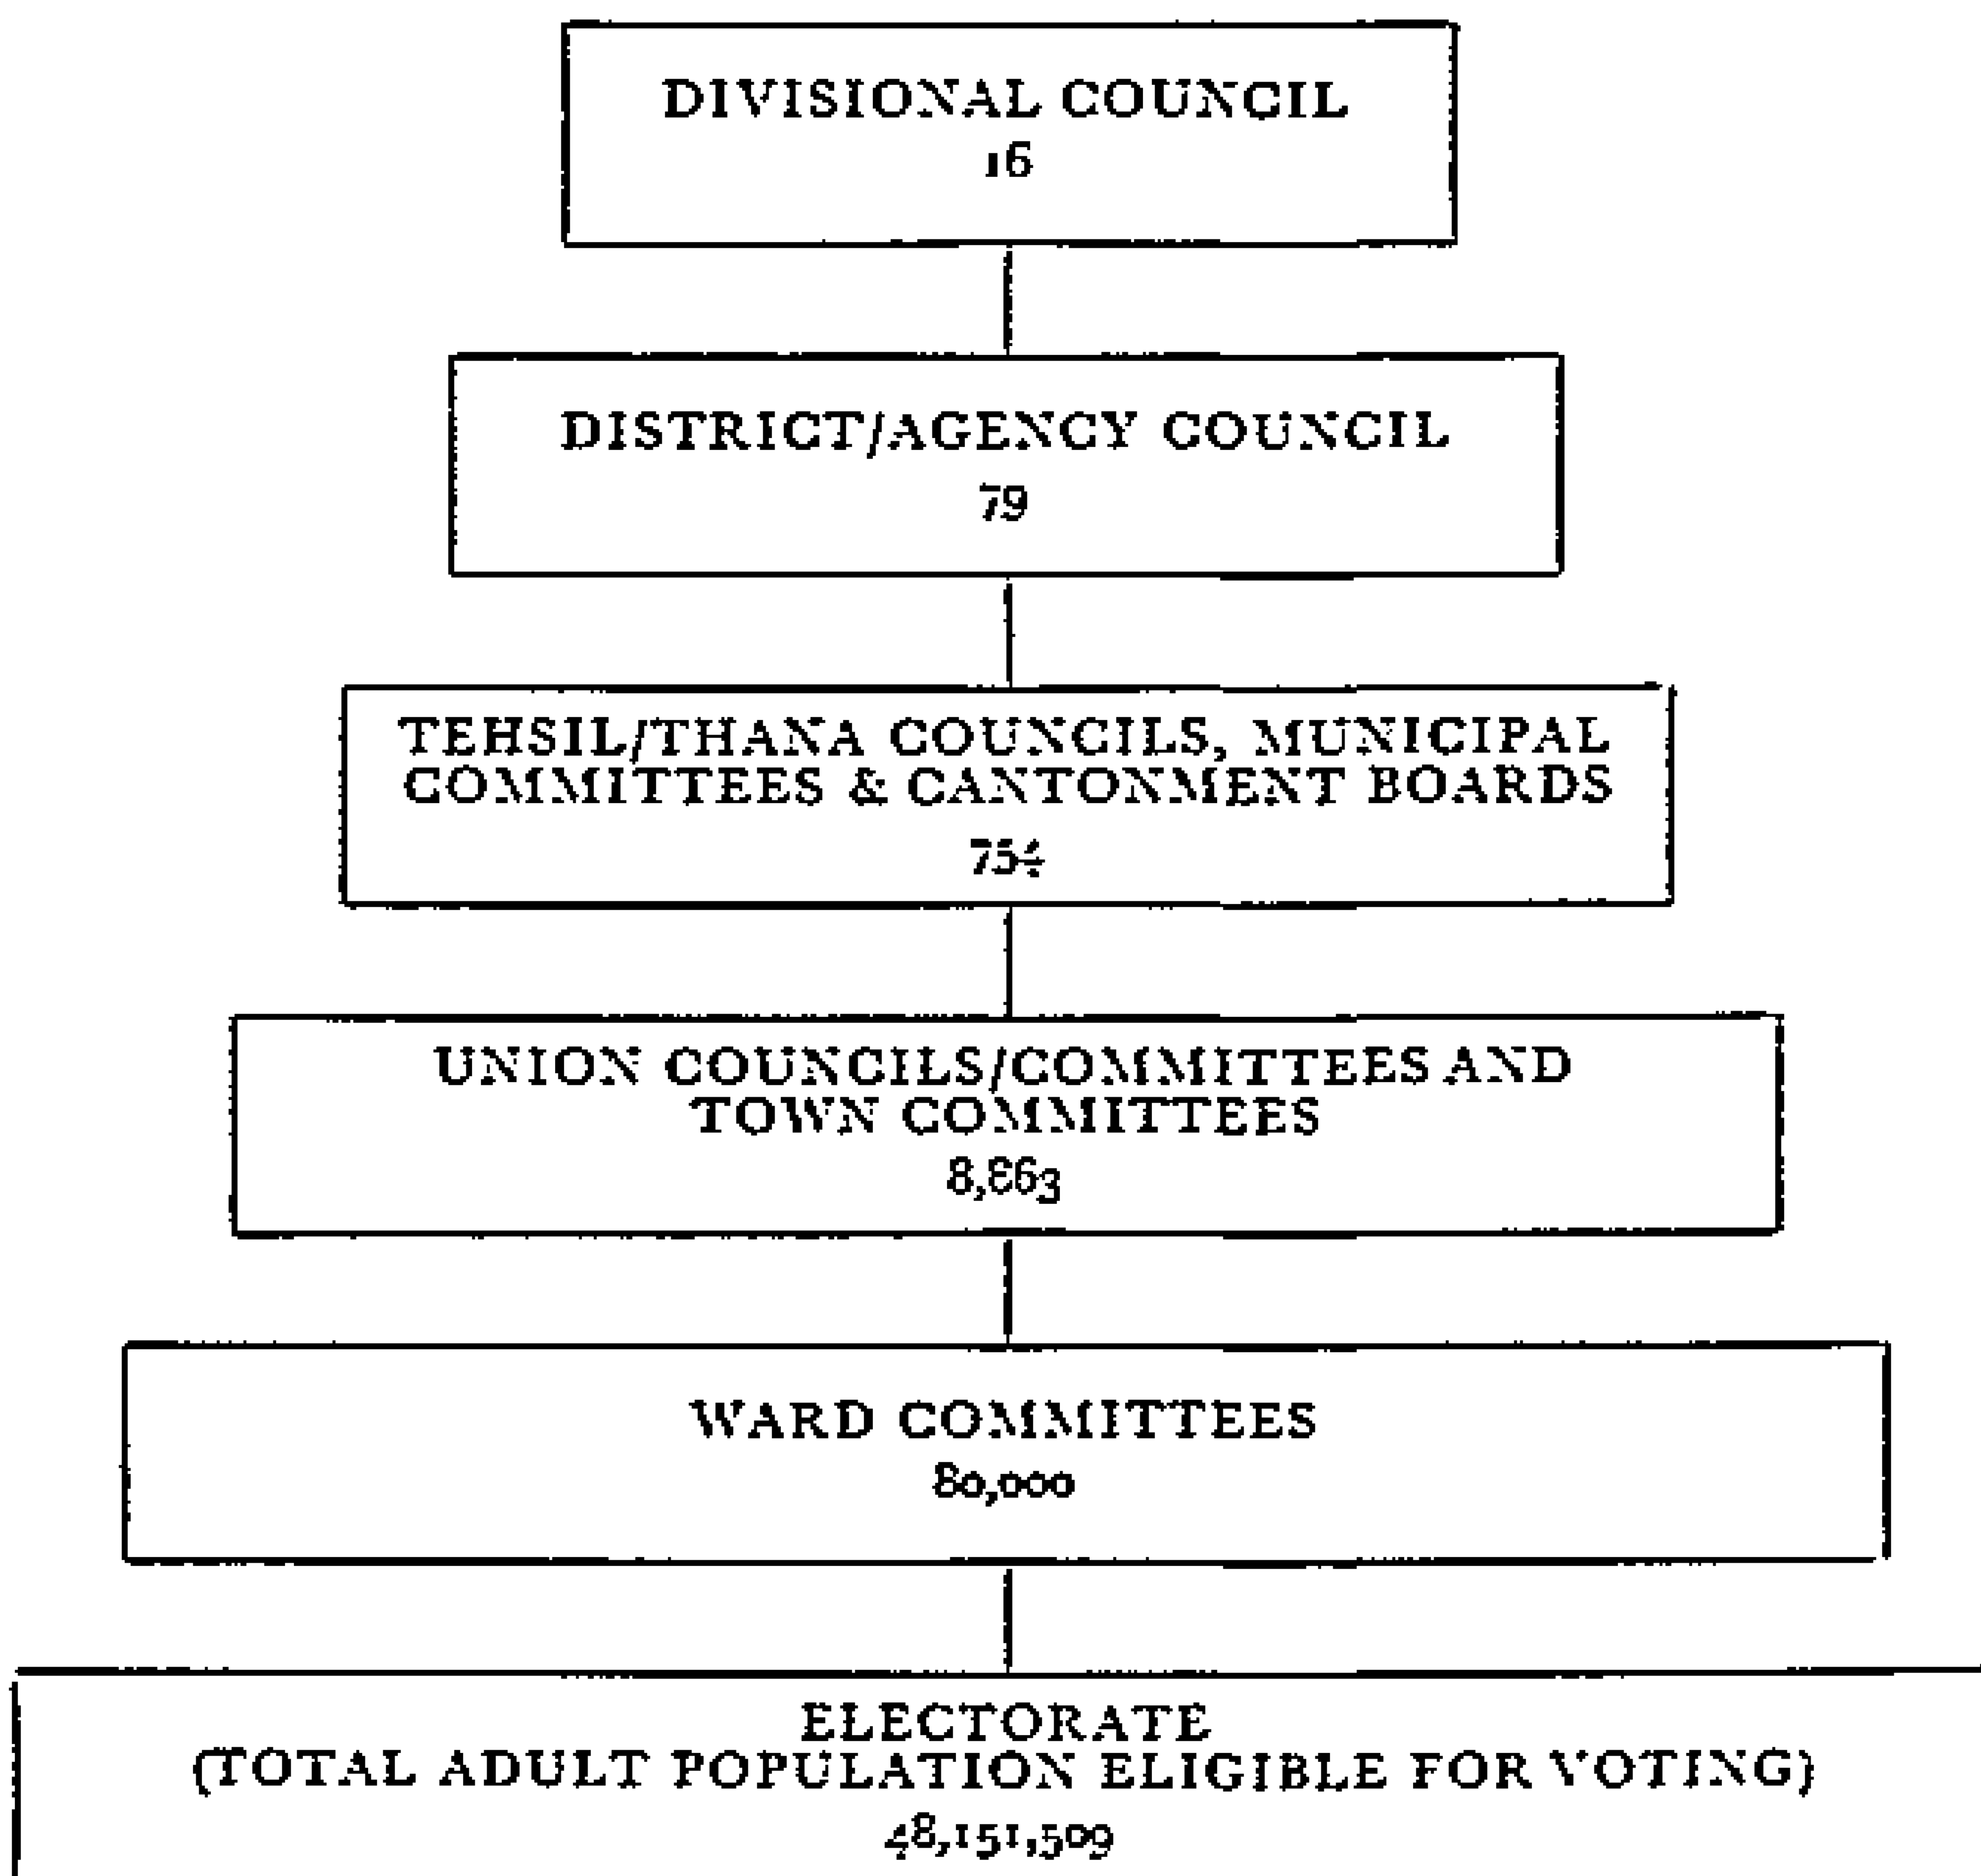 DIVISIONAL COUNCIL
16
DISTRICT/AGENCY COUNCIL
79
TEHSIL/THANA COUNCILS, MUNICIPAL
COMMITTEES & CANTONMENT BOARDS
754
UNION COUNCILS/COMMITTEES AND
TOWN COMMITTEES
8,863
WARD COMMITTEES
80,000
ELECTORATE
(TOTAL ADULT POPULATION ELIGIBLE FOR VOTING)
48,151,509